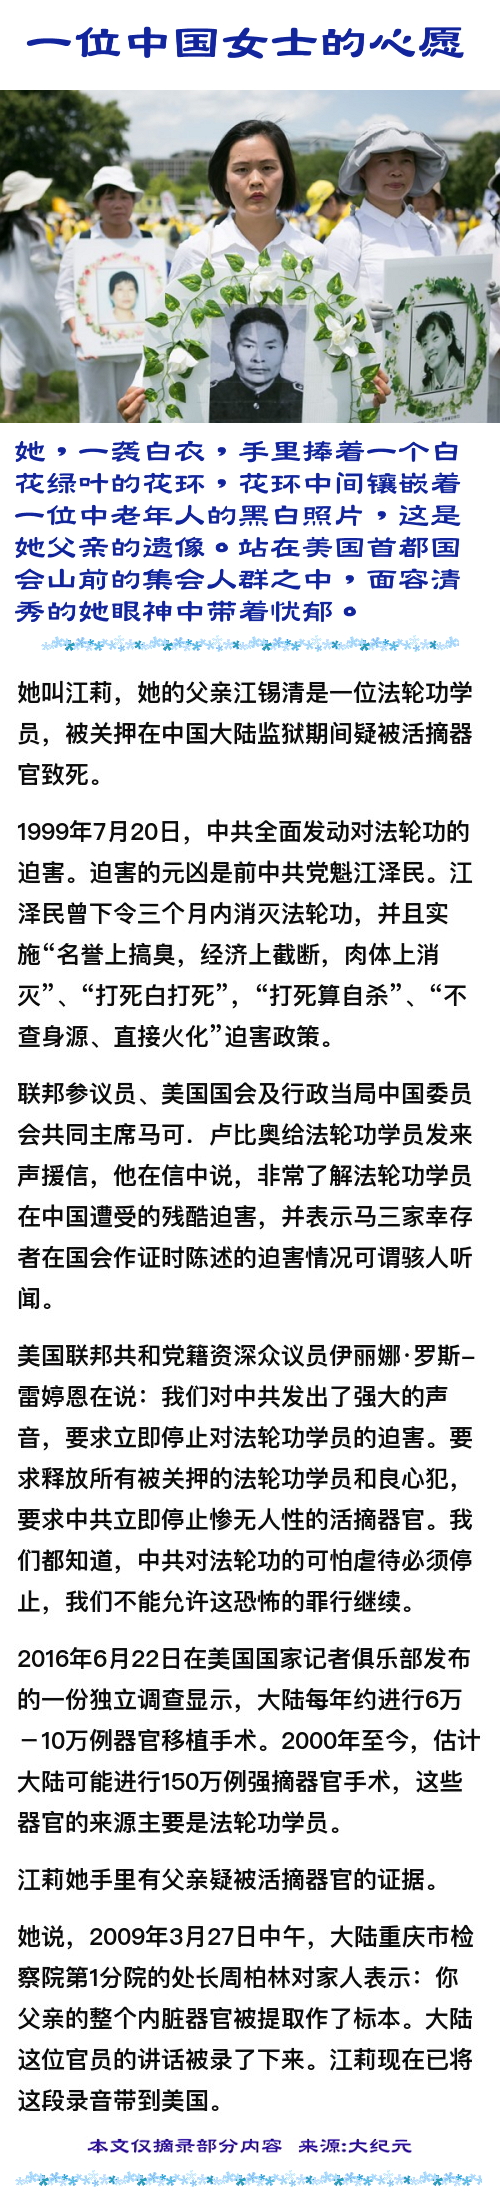 一位中国女士的心愿
她，一袭白衣，手里捧着一个白
花绿叶的花环，花环中间镶嵌着
一位中老年人的黑白照片，这是
她父亲的遗像。站在美国首都国
会山前的集会人群之中，面容清
秀的她眼神中带着忧郁。
她叫江莉，她的父亲江锡清是一位法轮功学
员，被关押在中国大陆监狱期间疑被活摘器
官致死。
1999年7月20日，中共全面发动对法轮功的
迫害。迫害的元凶是前中共党魁江泽民。江
泽民曾下令三个月内消灭法轮功，并且实
施“名誉上搞臭，经济上截断，肉体上消
灭”、“打死白打死”，“打死算自杀”、“不
查身源、直接火化”迫害政策。
联邦参议员、美国国会及行政当局中国委员
会共同主席马可．卢比奥给法轮功学员发来
声援信，他在信中说，非常了解法轮功学员
在中国遭受的残酷迫害，并表示马三家幸存
者在国会作证时陈述的迫害情况可谓骇人听
闻。
美国联邦共和党籍资深众议员伊丽娜·罗斯-
雷婷恩在说：我们对中共发出了强大的声
音，要求立即停止对法轮功学员的迫害。要
求释放所有被关押的法轮功学员和良心犯，
要求中共立即停止惨无人性的活摘器官。我
们都知道，中共对法轮功的可怕虐待必须停
止，我们不能允许这恐怖的罪行继续。
2016年6月22日在美国国家记者俱乐部发布
的一份独立调查显示，大陆每年约进行6万
－10万例器官移植手术。2000年至今，估计
大陆可能进行150万例强摘器官手术，这些
器官的来源主要是法轮功学员。
江莉她手里有父亲疑被活摘器官的证据。
她说，2009年3月27日中午，大陆重庆市检
察院第1分院的处长周柏林对家人表示：你
父亲的整个内脏器官被提取作了标本。大陆
这位官员的讲话被录了下来。江莉现在已将
这段录音带到美国。
本文仅摘录部分内容 来源:大纪元